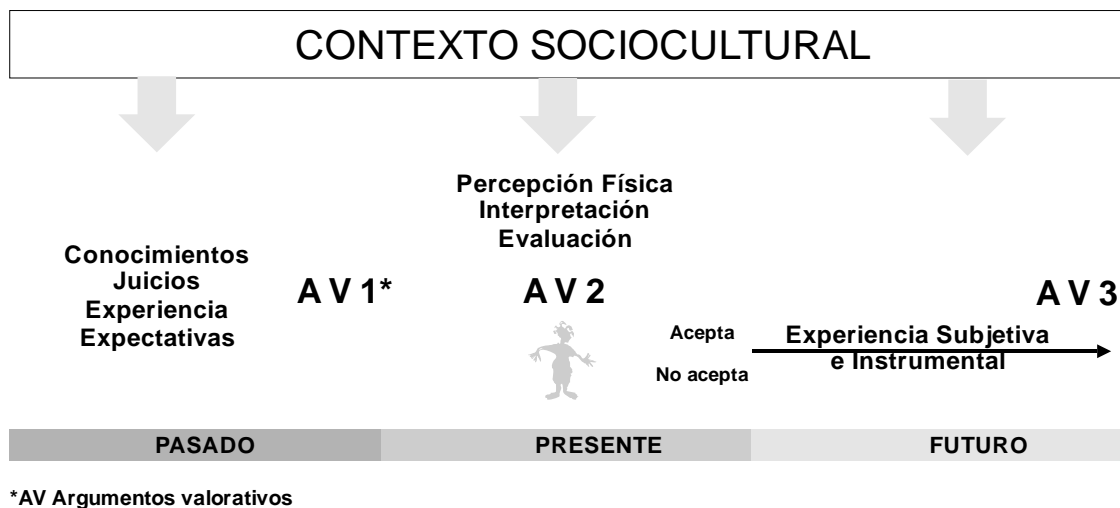 CONTEXTO SOCIOCULTURAL
Percepción Física
Interpretación
Evaluación
Conocimientos
Juicios
Experiencia
Expectativas
A V 1*
A V 2
A V 3
Acepta
No acepta
Experiencia Subjetiva
e Instrumental
PASADO
PRESENTE
FUTURO
*AV Argumentos valorativos